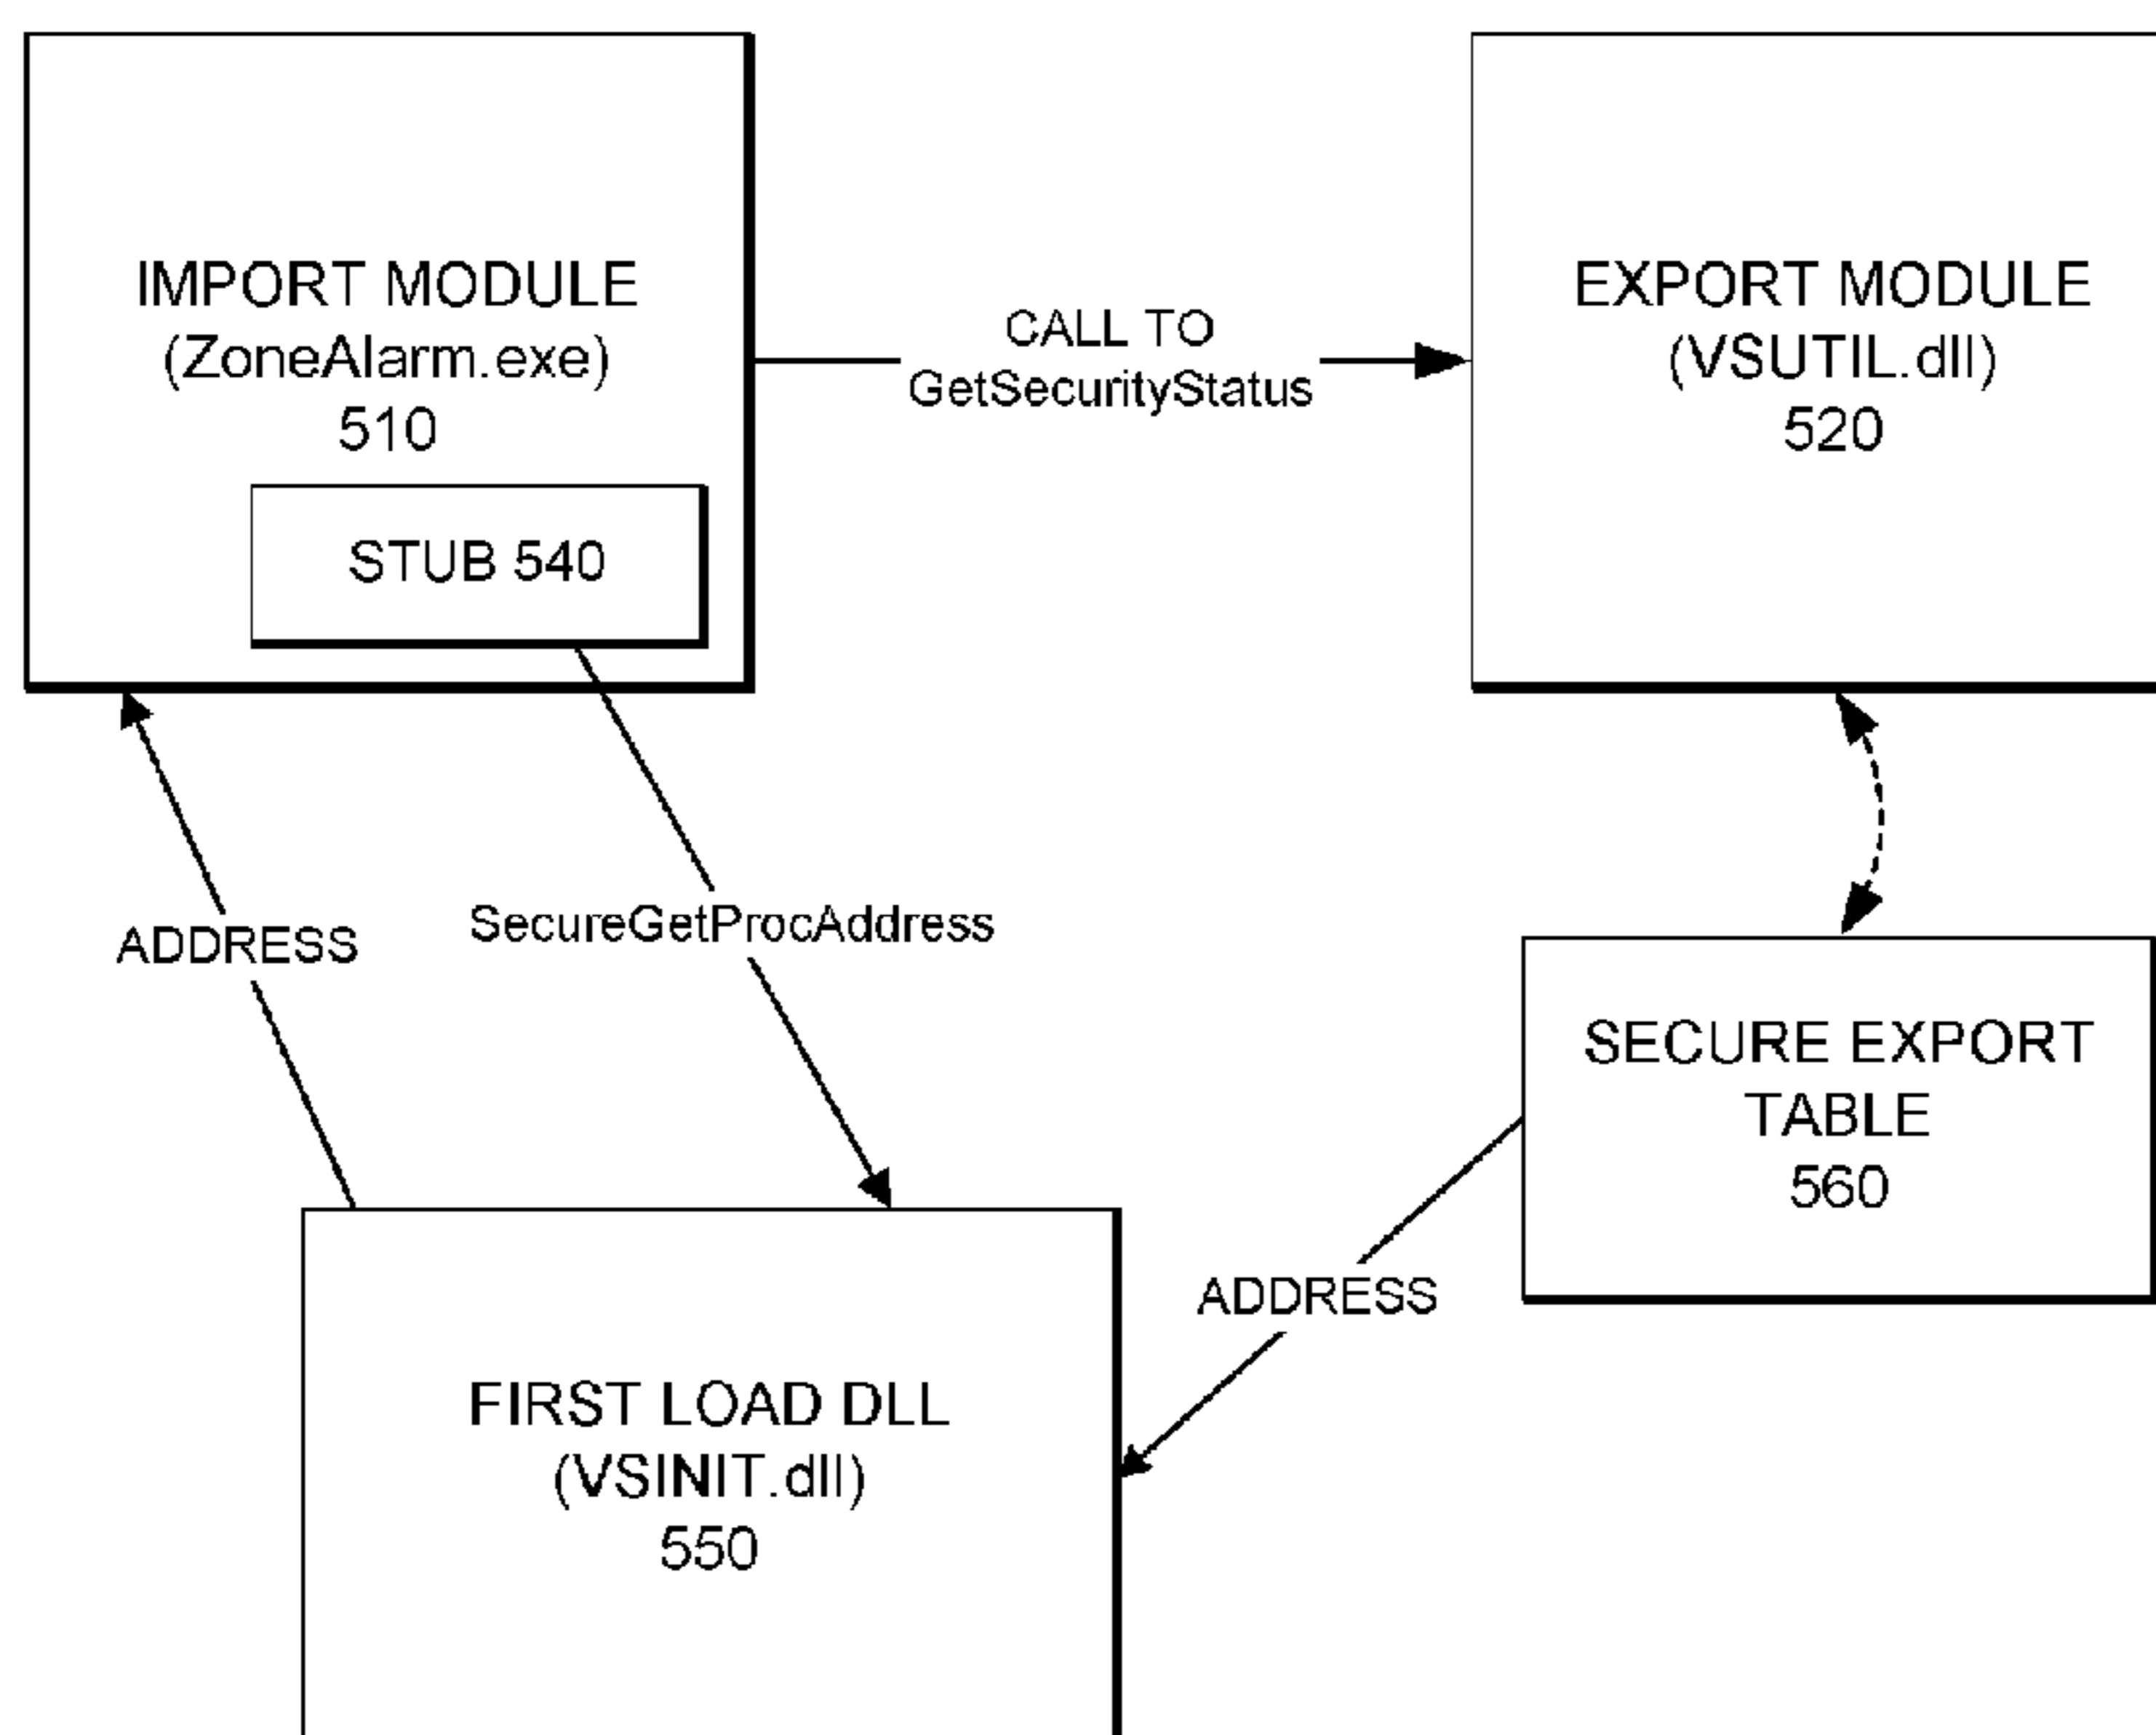 IMPORT MODULE
(ZoneAlarm.exe)
510
STUB 540
CALL TO
GetSecurityStatus
EXPORT MODULE
(VSUTIL.dll)
520
ADDRESS
SecureGetProcAddress
SECURE EXPORT
TABLE
560
ADDRESS
FIRST LOAD DLL
(VSINIT.dll)
550